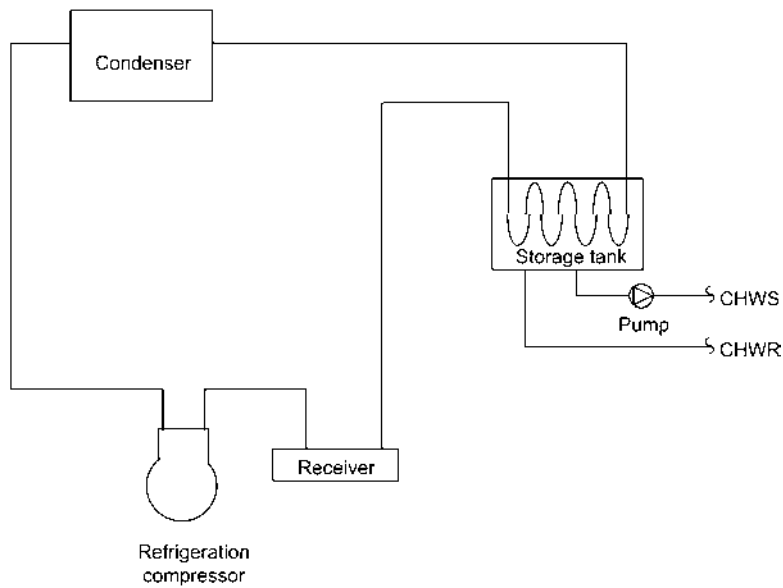 Condenser
Storage tank
CHWS
Pump
CHWR
Receiver
Refrigeration
compressor